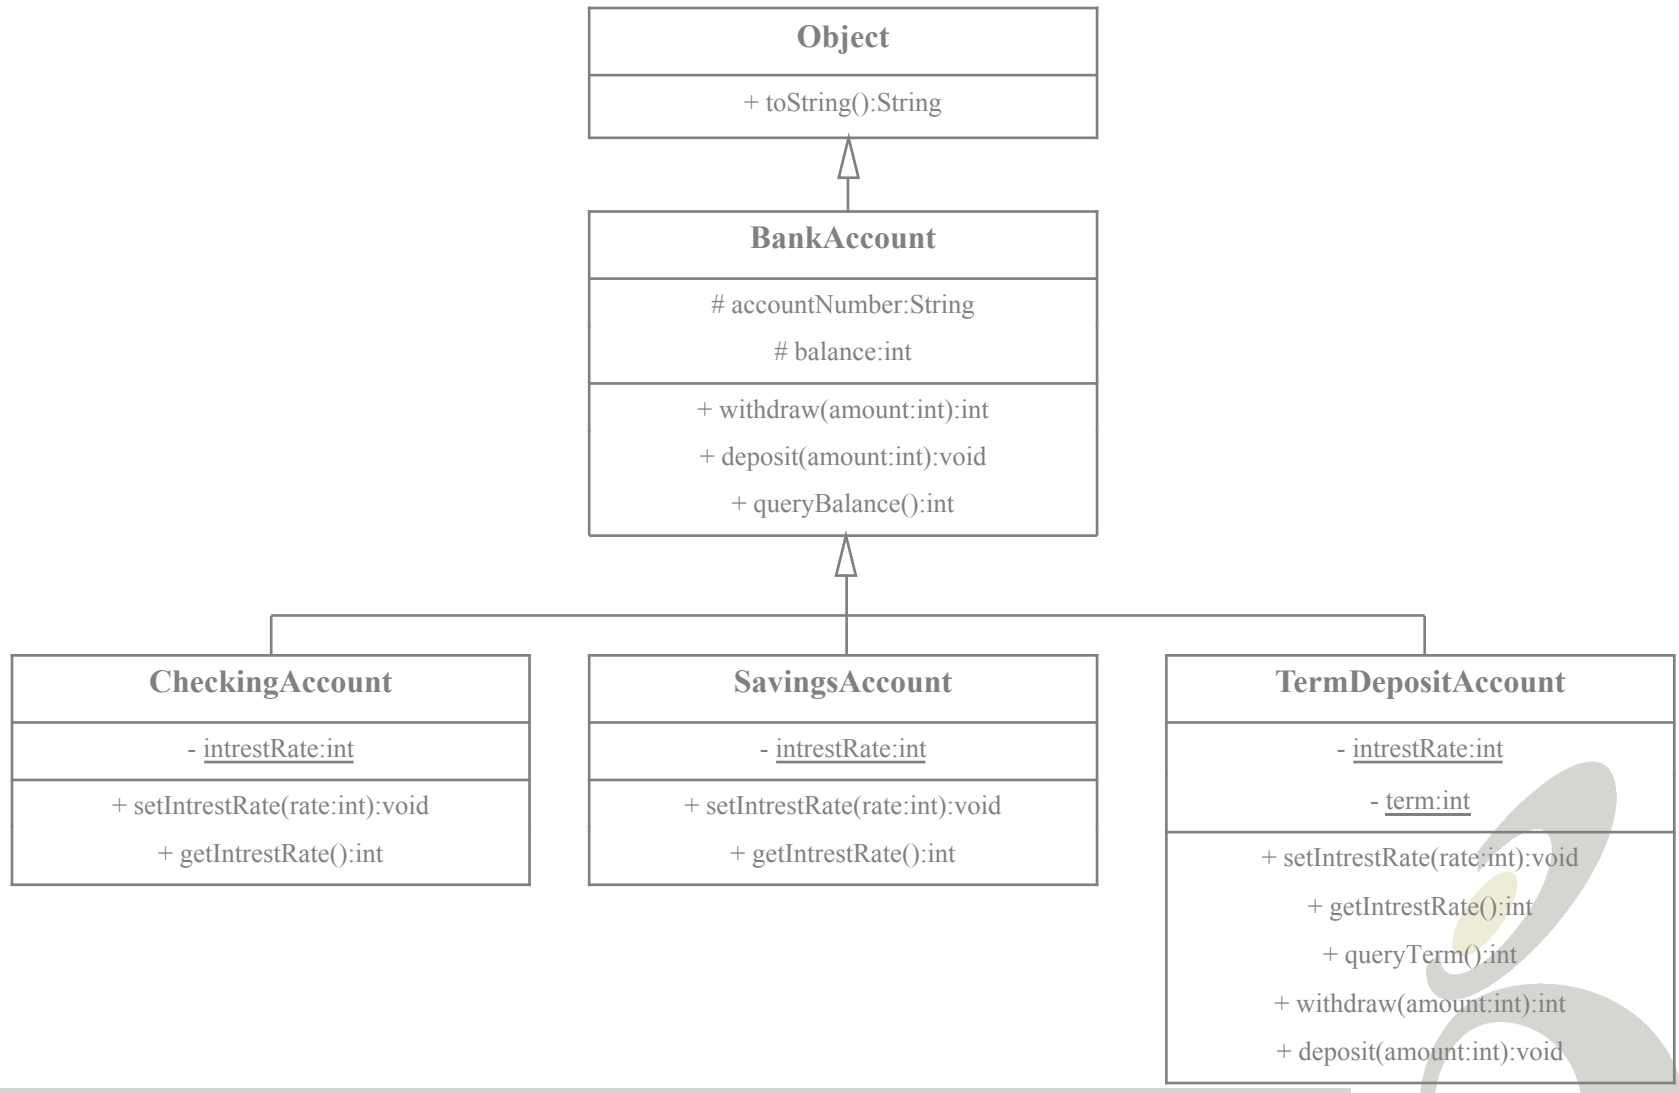 Object
+ toString():String
BankAccount
# accountNumber:String
# balance:int
+ withdraw(amount:int):int
+ deposit(amount:int):void
+ queryBalance():int
CheckingAccount
- intrestRate:int
+ setIntrestRate(rate:int):void
+ getIntrestRate():int
SavingsAccount
- intrestRate:int
+ setIntrestRate(rate:int):void
+ getIntrestRate():int
TermDepositAccount
- intrestRate:int
- term:int
+ setIntrestRate(rate:int):void
+ getIntrestRate():int
+ queryTerm():int
+ withdraw(amount:int):int
+ deposit(amount:int):void